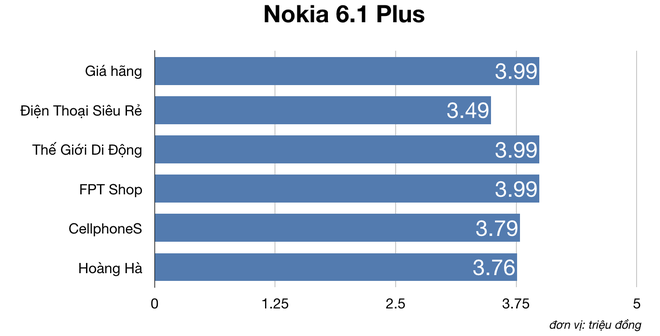 Nokia 6.1 Plus
Giá hãng 3.99
Điện Thoại Siêu Rẻ 3.49
Thế Giới Di Động 3.99
FPT Shop 3.99
CellphoneS 3.79
Hoàng Hà 3.76
0 1.25 2.5 3.75 5
đơn vị: triệu đồng